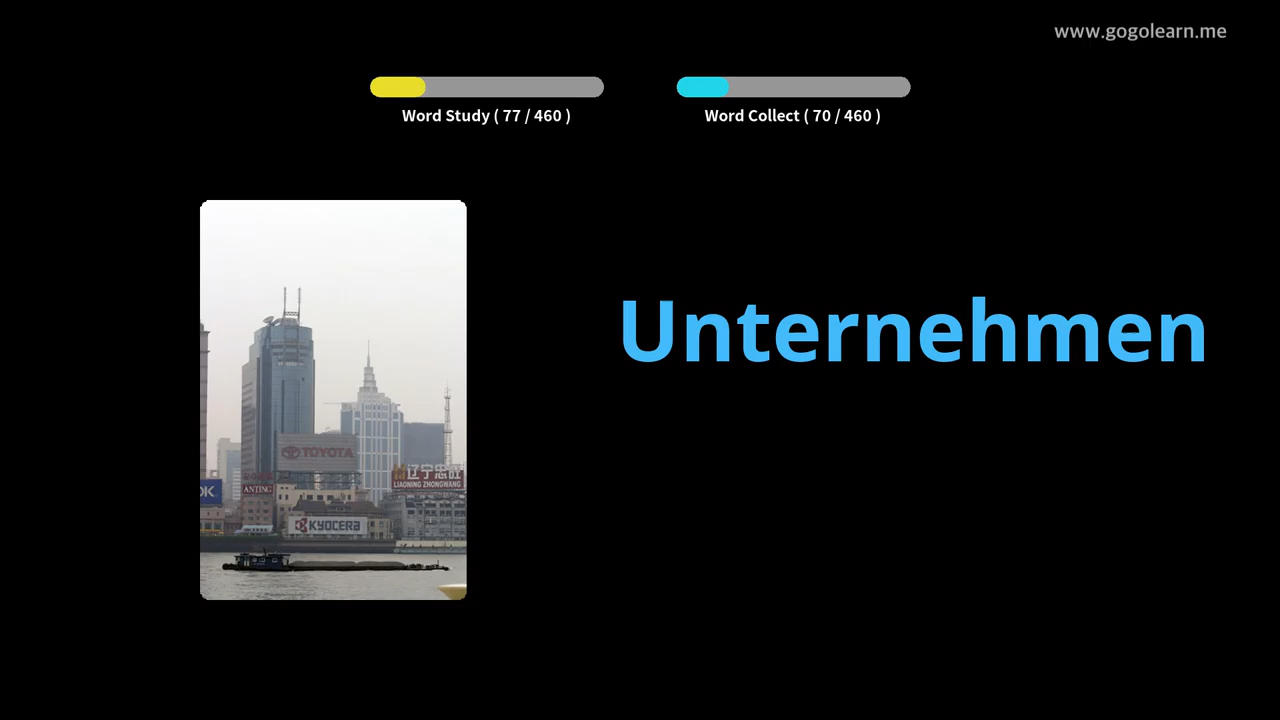 www.gogolearn.me
Word Study ( 77 / 460 )
Word Collect ( 70 / 460 )
Unternehmen
TOYOTA
辽宁忠旺
LIAONING ZHONGWANG
OK
ANTING
KYOCERA